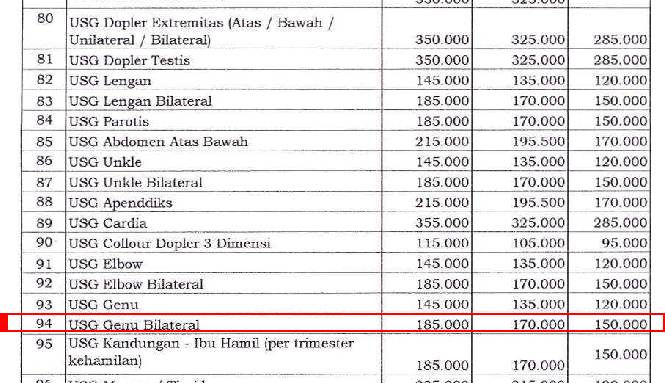 350.000 325.000
80 USG Dopler Extremitas (Atas / Bawah /
Unilateral / Bilateral) 350.000 325.000 285.000
81 USG Dopler Testis 350.000 325.000 285.000
82 USG Lengan 145.000 135.000 120.000
83 USG Lengan Bilateral 185.000 170.000 150.000
84 USG Parotis 185.000 170.000 150.000
85 USG Abdomen Atas Bawah 215.000 195.500 170.000
86 USG Unkle 145.000 135.000 120.000
87 USG Unkle Bilateral 185.000 170.000 150.000
88 USG Apenddiks 215.000 195.500 170.000
89 USG Cardia 355.000 325.000 285.000
90 USG Collour Dopler 3 Dimensi 115.000 105.000 95.000
91 USG Elbow 145.000 135.000 120.000
92 USG Elbow Bilateral 185.000 170.000 150.000
93 USG Genu 145.000 135.000 120.000
94 USG Genu Bilateral 185.000 170.000 150.000
95 USG Kandungan - Ibu Hamil (per trimester
kehamilan) 185.000 170.000 150.000